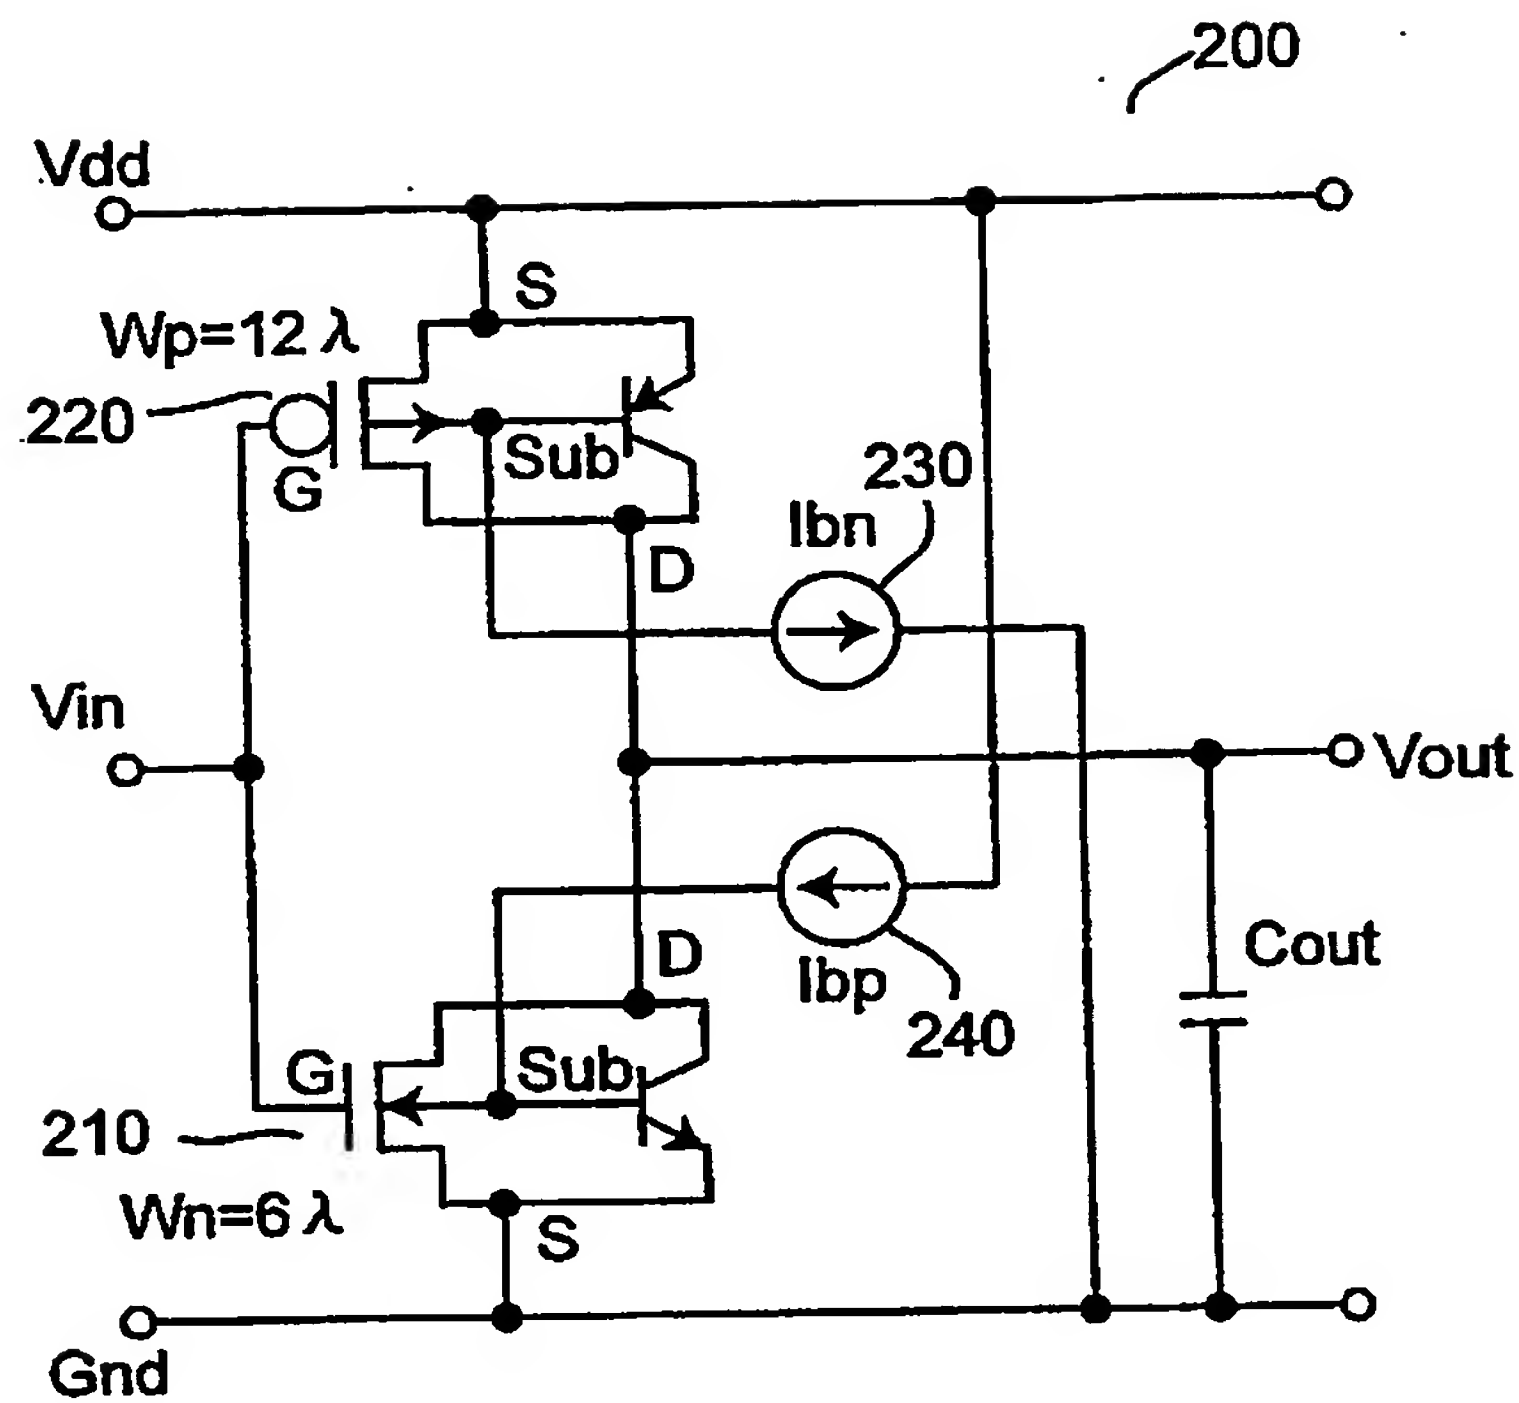 200
Vdd
S
Wp=12 λ
220
G
Sub
230
Ibn
D
Vin
Vout
Cout
D
Ibp
240
G
Sub
210
Wn=6 λ
S
Gnd